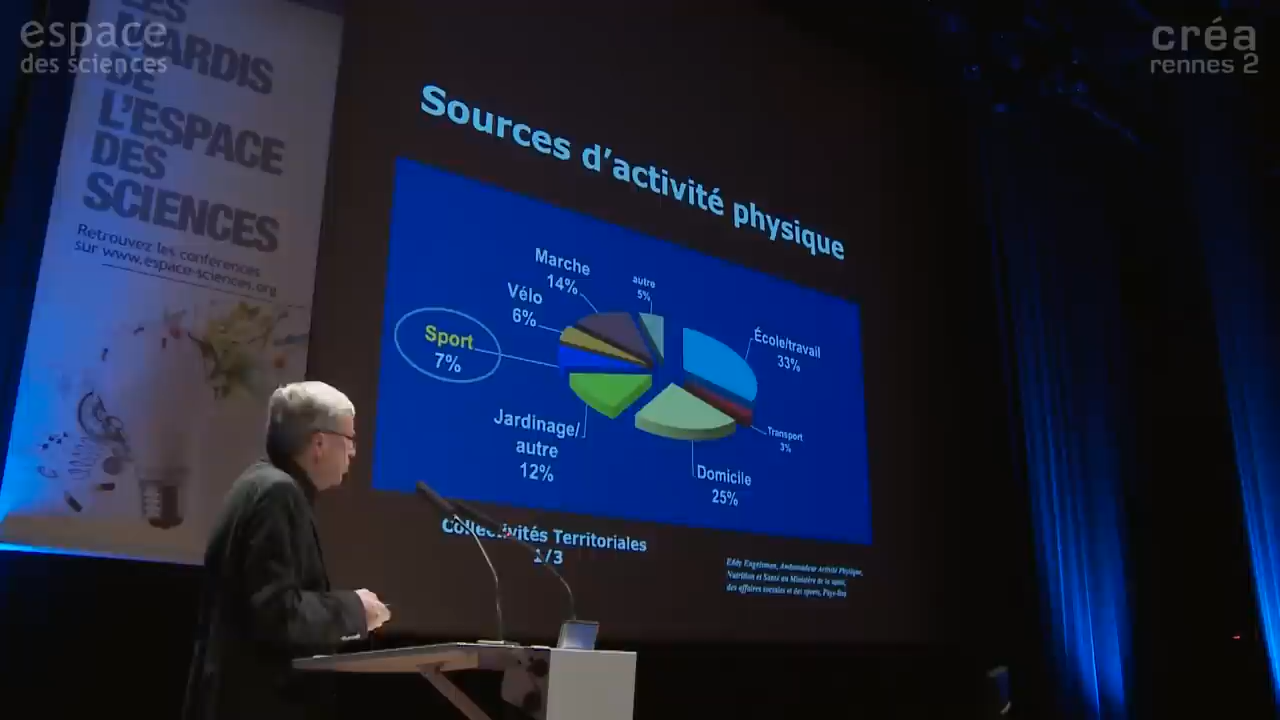 espace
des sciences
créa
rennes 2
MARDIS
DE
L'ESPACE
DES
SCIENCES
Retrouvez les conférences
sur www.espace-sciences.org
Sources d'activité physique
Marche
14%
autre
5%
Vélo
6%
Sport
7%
École/travail
33%
Transport
3%
Jardinage/
autre
12%
Domicile
25%
Collectivités Territoriales
1/3
Eddy Engelsman, Ambassadeur Activité Physique,
Nutrition et Santé au Ministère de la santé,
des affaires sociales et des sports, Pays-Bas